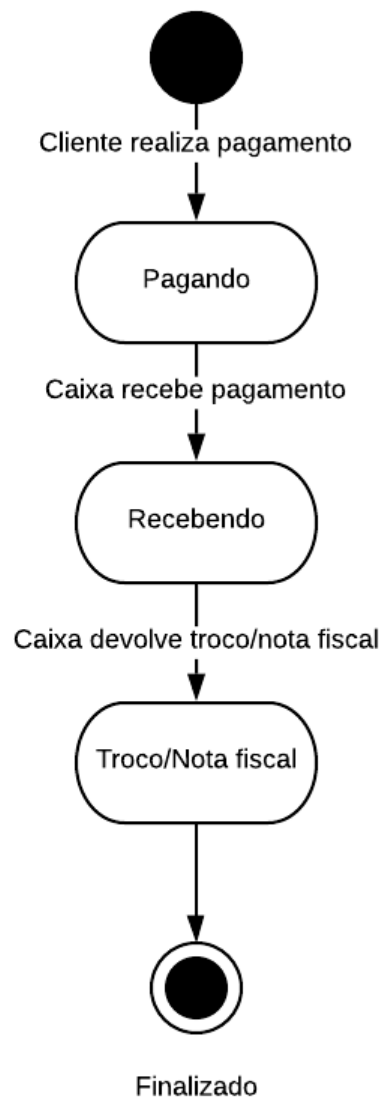 Cliente realiza pagamento
Pagando
Caixa recebe pagamento
Recebendo
Caixa devolve troco/nota fiscal
Troco/Nota fiscal
Finalizado